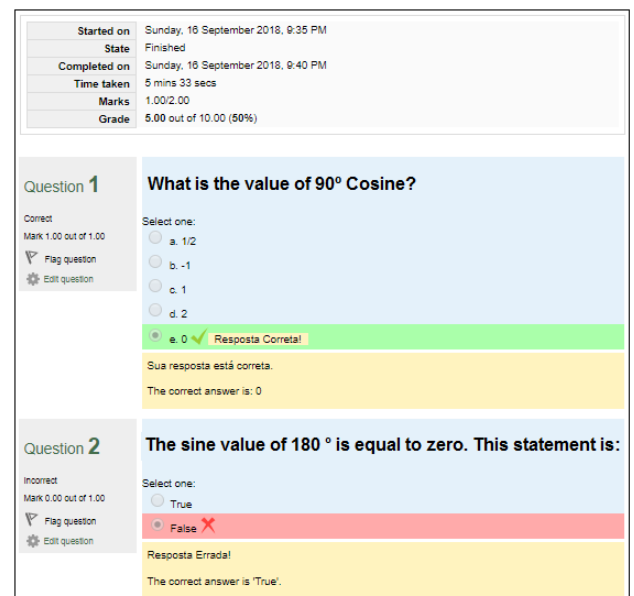 Started on Sunday, 16 September 2018, 9:35 PM
State Finished
Completed on Sunday, 16 September 2018, 9:40 PM
Time taken 5 mins 33 secs
Marks 1.00/2.00
Grade 5.00 out of 10.00 (50%)
Question 1
Correct
Mark 1.00 out of 1.00
Flag question
Edit question
What is the value of 90º Cosine?
Select one:
a. 1/2
b. -1
c. 1
d. 2
e. 0 Resposta Correta!
Sua resposta está correta.
The correct answer is: 0
Question 2
Incorrect
Mark 0.00 out of 1.00
Flag question
Edit question
The sine value of 180 º is equal to zero. This statement is:
Select one:
True
False
Resposta Errada!
The correct answer is 'True'.